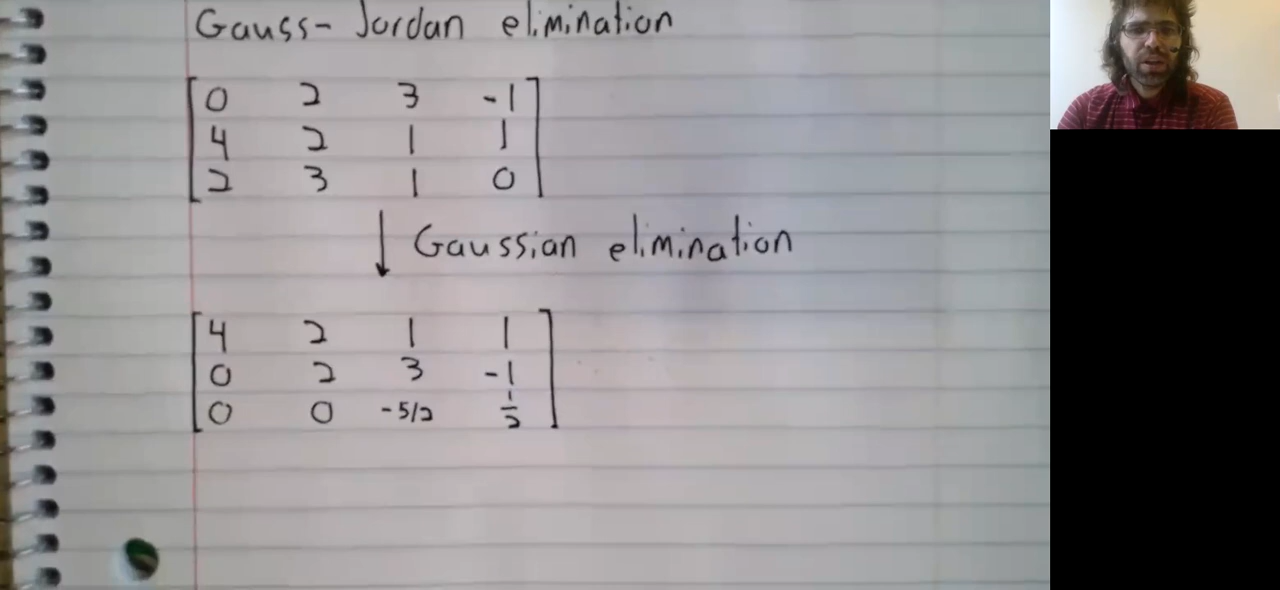 Gauss-Jordan elimination
0 2 3 -1
4 2 1 1
2 3 1 0
Gaussian elimination
4 2 1 1
0 2 3 -1
0 0 -5/2 1/2